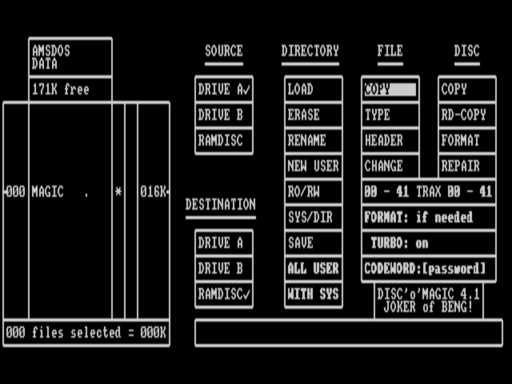 AMSDOS
DATA
171K free
000 MAGIC . * 016K
000 files selected = 000K
SOURCE
DRIVE A✓
DRIVE B
RAMDISC
DESTINATION
DRIVE A
DRIVE B
RAMDISC✓
DIRECTORY
LOAD
ERASE
RENAME
NEW USER
RO/RW
SYS/DIR
SAVE
ALL USER
WITH SYS
FILE
COPY
TYPE
HEADER
CHANGE
DISC
COPY
RD-COPY
FORMAT
REPAIR
00 - 41 TRAX 00 - 41
FORMAT: if needed
TURBO: on
CODEWORD:[password]
DISC'o'MAGIC 4.1
JOKER of BENG!